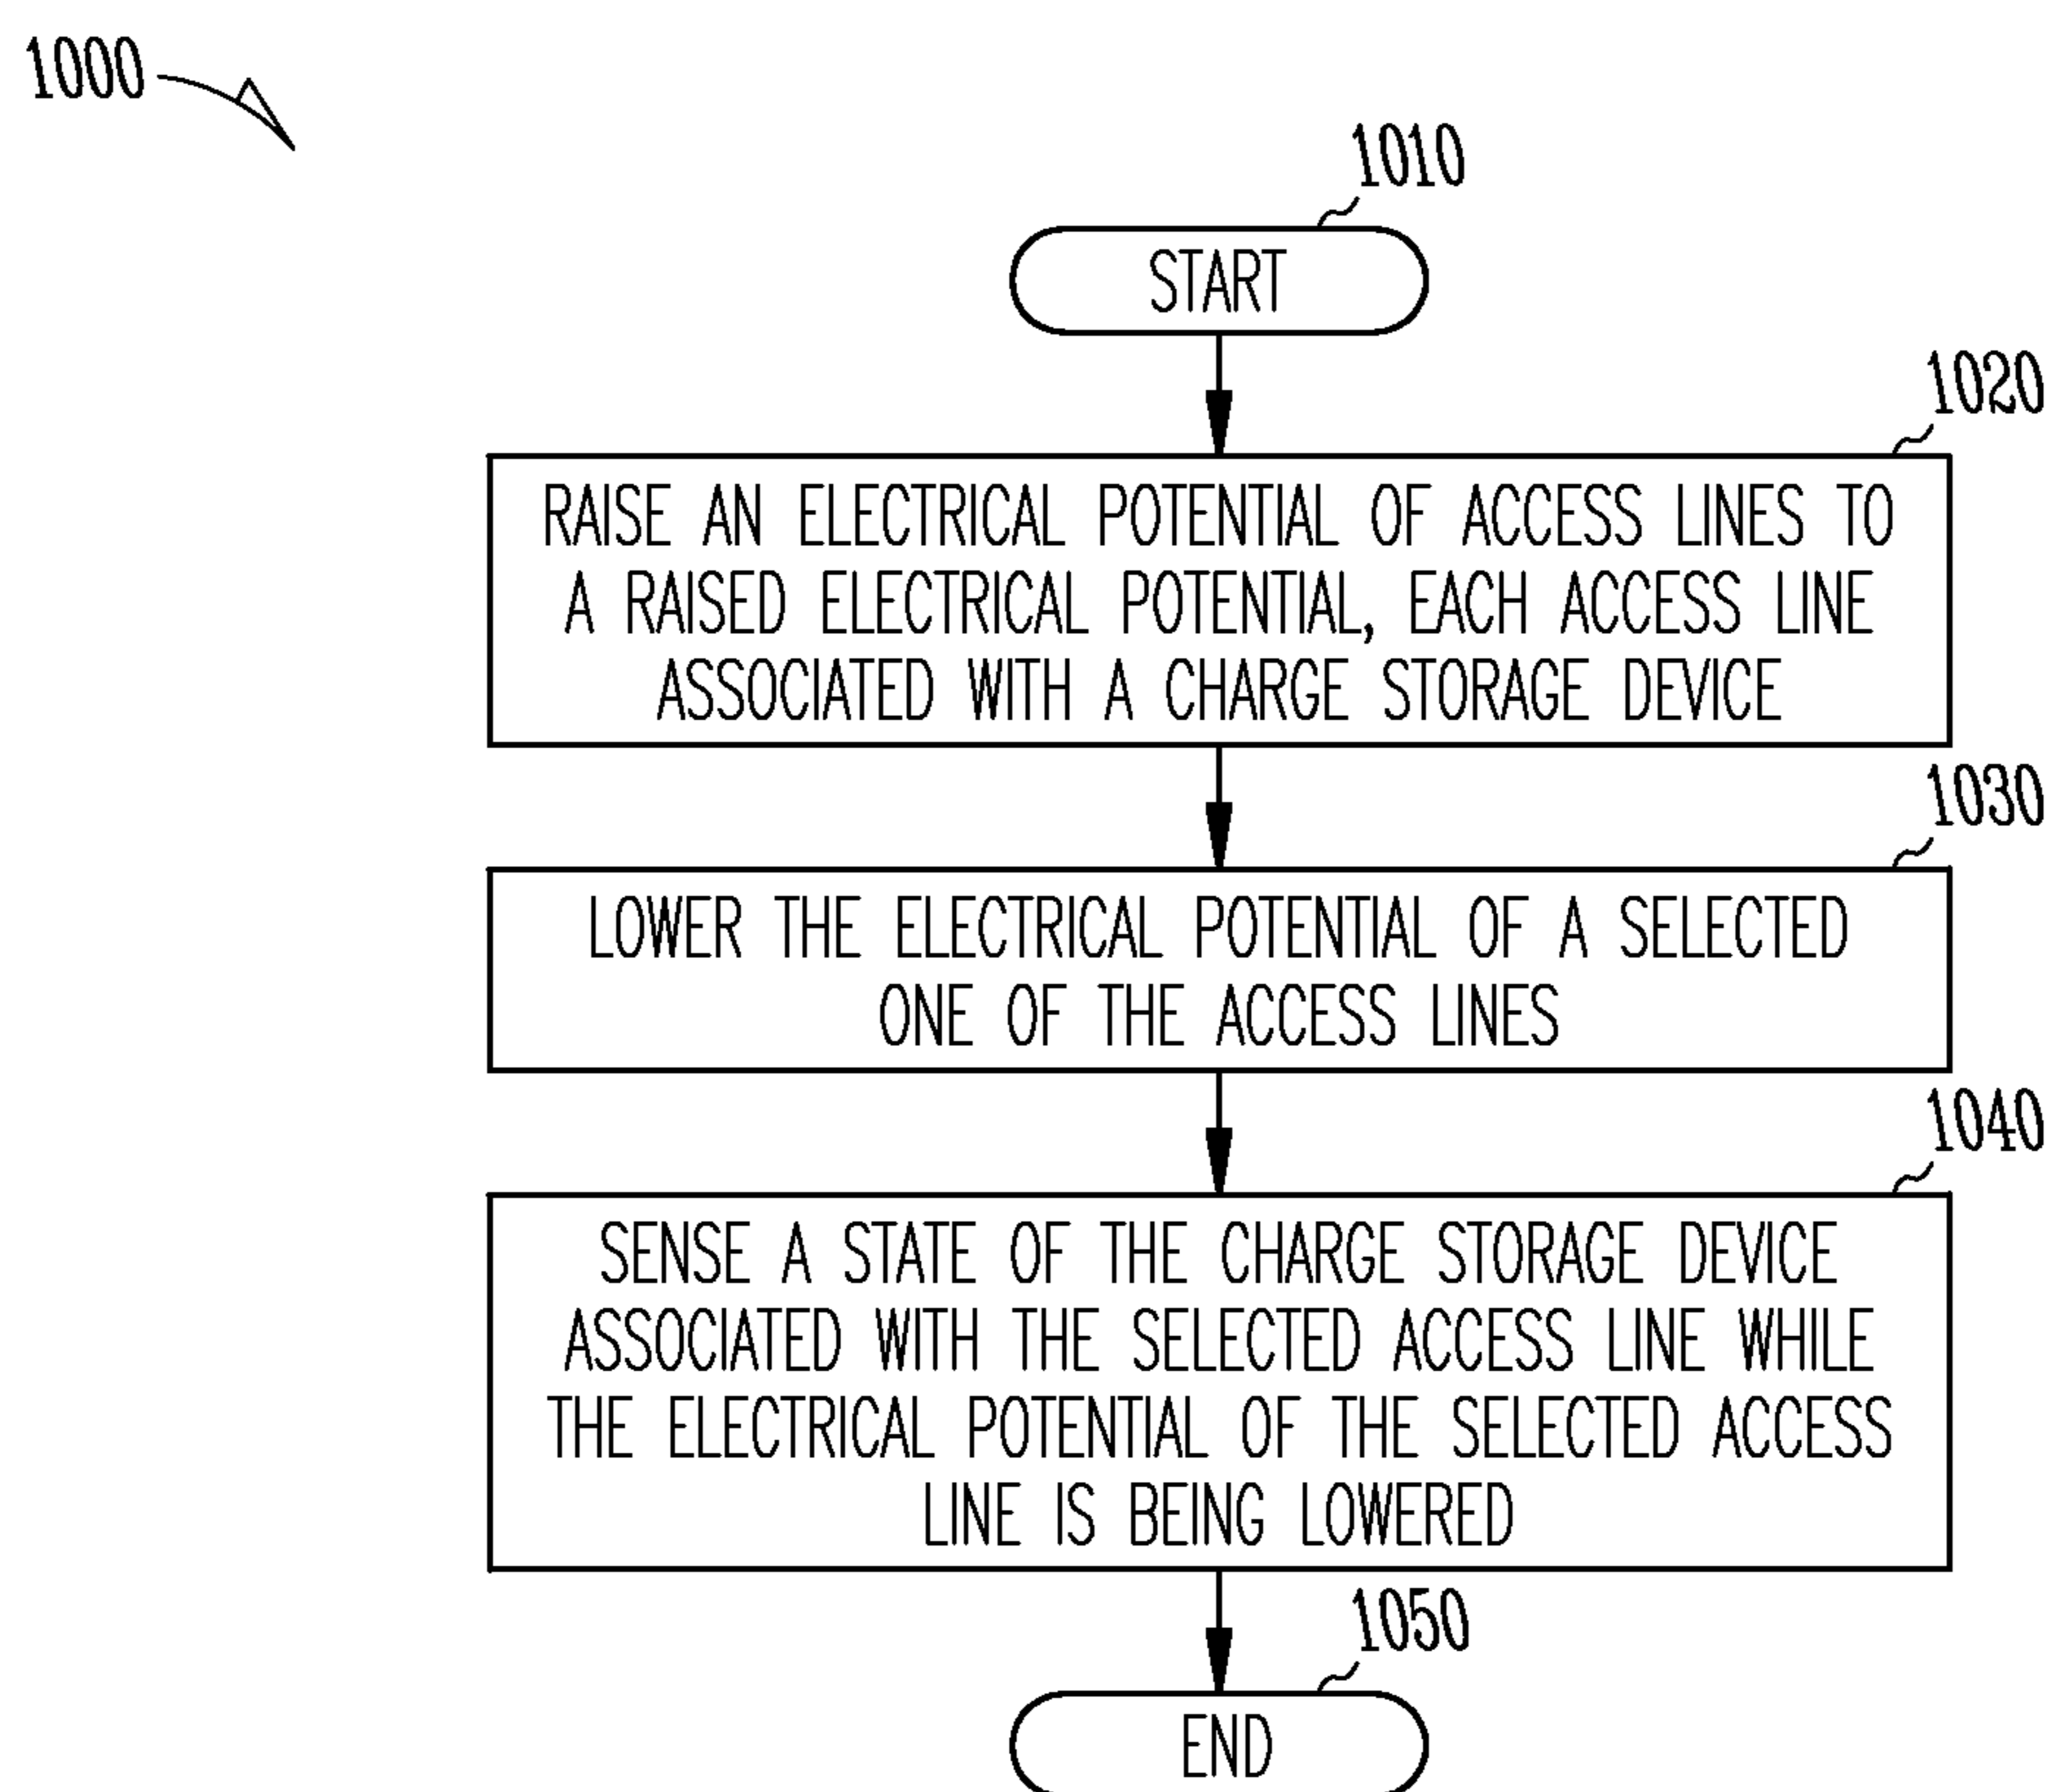 1000
1010
START
1020
RAISE AN ELECTRICAL POTENTIAL OF ACCESS LINES TO
A RAISED ELECTRICAL POTENTIAL, EACH ACCESS LINE
ASSOCIATED WITH A CHARGE STORAGE DEVICE
1030
LOWER THE ELECTRICAL POTENTIAL OF A SELECTED
ONE OF THE ACCESS LINES
1040
SENSE A STATE OF THE CHARGE STORAGE DEVICE
ASSOCIATED WITH THE SELECTED ACCESS LINE WHILE
THE ELECTRICAL POTENTIAL OF THE SELECTED ACCESS
LINE IS BEING LOWERED
1050
END